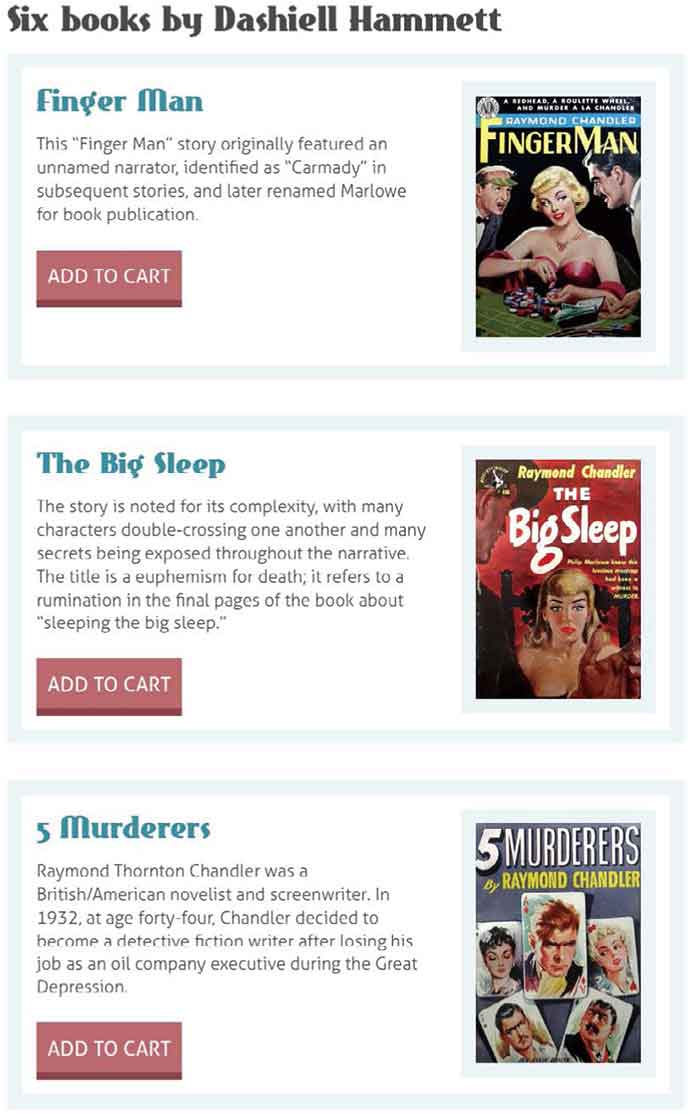 Six books by Dashiell Hammett
Finger Man
This “Finger Man” story originally featured an
unnamed narrator, identified as “Carmady” in
subsequent stories, and later renamed Marlowe
for book publication.
ADD TO CART
A REDHEAD, A ROULETTE WHEEL,
AND MURDER A LA CHANDLER
RAYMOND CHANDLER
FINGER MAN
The Big Sleep
The story is noted for its complexity, with many
characters double-crossing one another and many
secrets being exposed throughout the narrative.
The title is a euphemism for death; it refers to a
rumination in the final pages of the book about
“sleeping the big sleep.”
ADD TO CART
Raymond Chandler
THE
Big Sleep
Philip Marlowe knew this
luscious mantrap
had been a
witness to
MURDER.
5 Murderers
Raymond Thornton Chandler was a
British/American novelist and screenwriter. In
1932, at age forty-four, Chandler decided to
become a detective fiction writer after losing his
job as an oil company executive during the Great
Depression.
ADD TO CART
5 MURDERERS
By RAYMOND CHANDLER